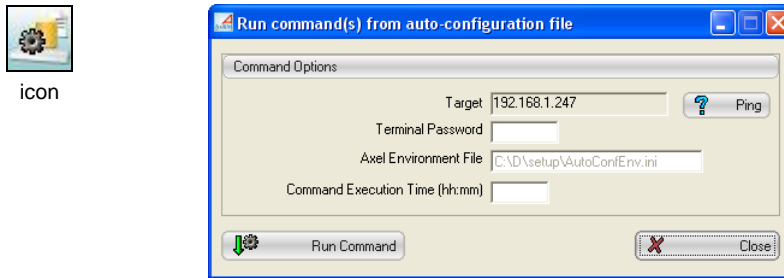 icon
Run command(s) from auto-configuration file
Command Options
Target 192.168.1.247 Ping
Terminal Password
Axel Environment File C:\D\setup\AutoConfEnv.ini
Command Execution Time (hh:mm)
Run Command Close